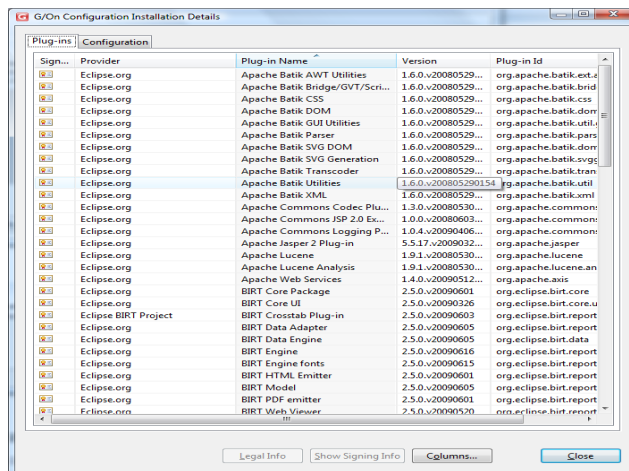 G/On Configuration Installation Details
Plug-ins Configuration
Sign... Provider Plug-in Name Version Plug-in Id
Eclipse.org Apache Batik AWT Utilities 1.6.0.v20080529... org.apache.batik.ext.a
Eclipse.org Apache Batik Bridge/GVT/Scri... 1.6.0.v20080529... org.apache.batik.brid
Eclipse.org Apache Batik CSS 1.6.0.v20080529... org.apache.batik.css
Eclipse.org Apache Batik DOM 1.6.0.v20080529... org.apache.batik.dom
Eclipse.org Apache Batik GUI Utilities 1.6.0.v20080529... org.apache.batik.util.
Eclipse.org Apache Batik Parser 1.6.0.v20080529... org.apache.batik.pars
Eclipse.org Apache Batik SVG DOM 1.6.0.v20080529... org.apache.batik.dom
Eclipse.org Apache Batik SVG Generation 1.6.0.v20080529... org.apache.batik.svgg
Eclipse.org Apache Batik Transcoder 1.6.0.v20080529... org.apache.batik.tran
Eclipse.org Apache Batik Utilities 1.6.0.v200805290154 rg.apache.batik.util
Eclipse.org Apache Batik XML 1.6.0.v20080529... org.apache.batik.xml
Eclipse.org Apache Commons Codec Plu... 1.3.0.v20080530... org.apache.common
Eclipse.org Apache Commons JSP 2.0 Ex... 1.0.0.v20080603... org.apache.common
Eclipse.org Apache Commons Logging P... 1.0.4.v20090406... org.apache.common
Eclipse.org Apache Jasper 2 Plug-in 5.5.17.v2009032... org.apache.jasper
Eclipse.org Apache Lucene 1.9.1.v20080530... org.apache.lucene
Eclipse.org Apache Lucene Analysis 1.9.1.v20080530... org.apache.lucene.an
Eclipse.org Apache Web Services 1.4.0.v20090512... org.apache.axis
Eclipse.org BIRT Core Package 2.5.0.v20090601 org.eclipse.birt.core
Eclipse.org BIRT Core UI 2.5.0.v20090326 org.eclipse.birt.core.u
Eclipse BIRT Project BIRT Crosstab Plug-in 2.5.0.v20090603 org.eclipse.birt.report
Eclipse.org BIRT Data Adapter 2.5.0.v20090605 org.eclipse.birt.report
Eclipse.org BIRT Data Engine 2.5.0.v20090605 org.eclipse.birt.data
Eclipse.org BIRT Engine 2.5.0.v20090616 org.eclipse.birt.report
Eclipse.org BIRT Engine fonts 2.5.0.v20090615 org.eclipse.birt.report
Eclipse.org BIRT HTML Emitter 2.5.0.v20090601 org.eclipse.birt.report
Eclipse.org BIRT Model 2.5.0.v20090605 org.eclipse.birt.report
Eclipse.org BIRT PDF emitter 2.5.0.v20090601 org.eclipse.birt.report
Eclipse.org BIRT Web Viewer 2.5.0.v20090520 org.eclipse.birt.report
Legal Info Show Signing Info Columns... Close